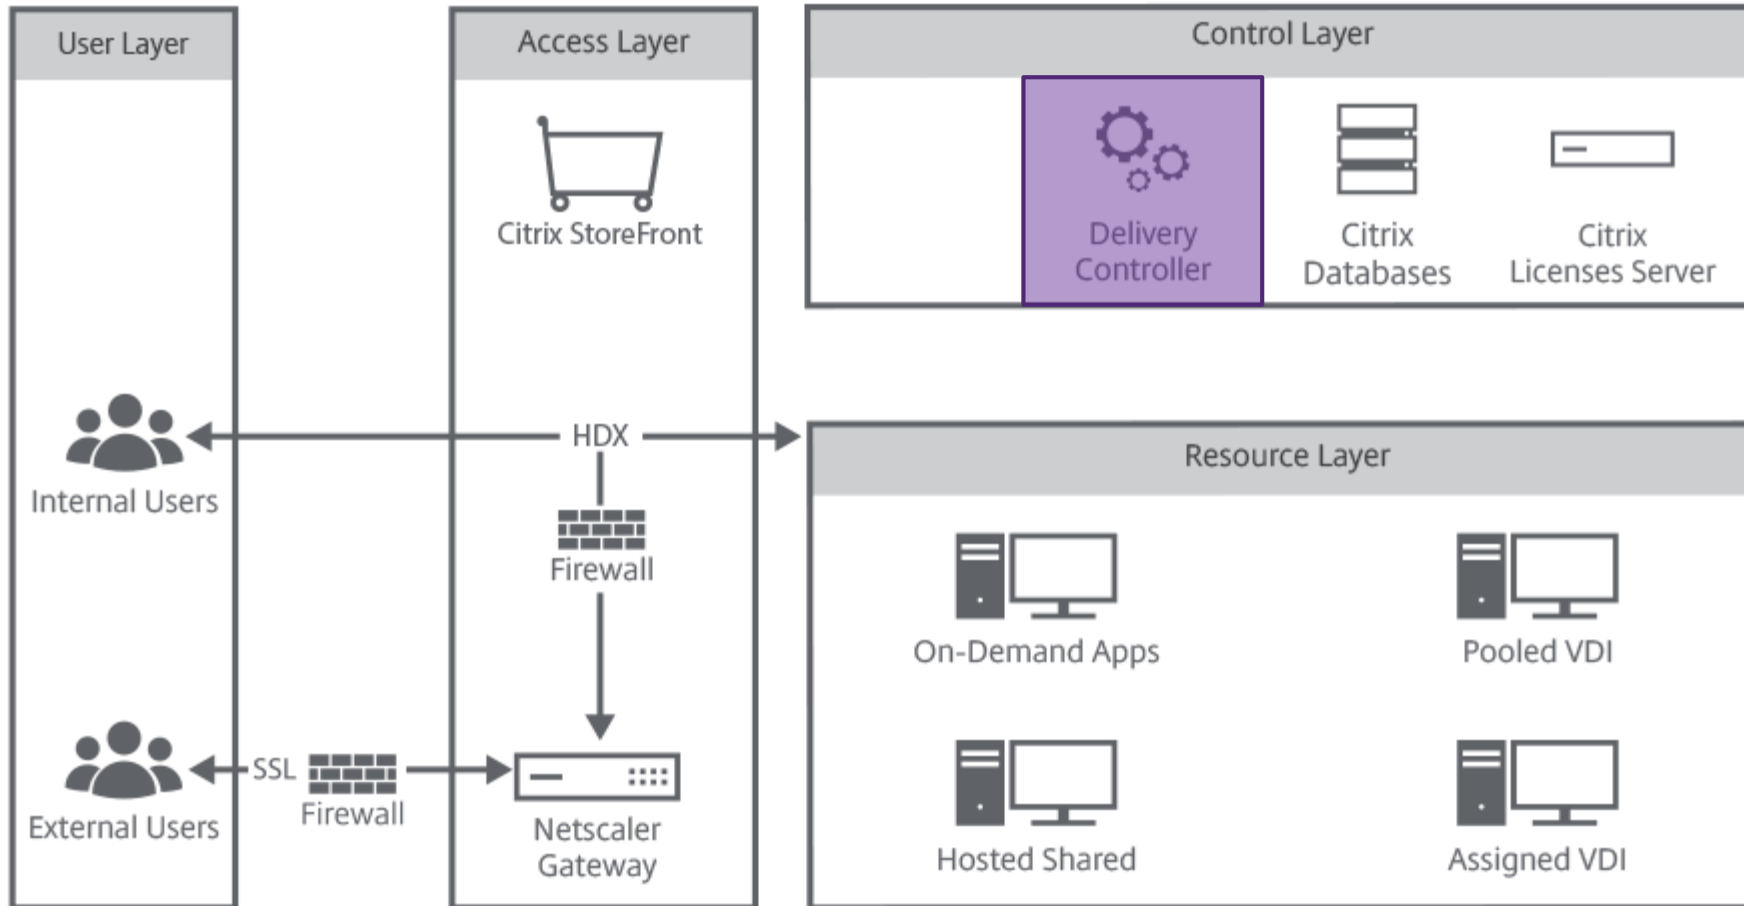 User Layer
Internal Users
External Users
SSL
Firewall
Access Layer
Citrix StoreFront
HDX
Firewall
Netscaler
Gateway
Control Layer
Delivery
Controller
Citrix
Databases
Citrix
Licenses Server
Resource Layer
On-Demand Apps
Pooled VDI
Hosted Shared
Assigned VDI